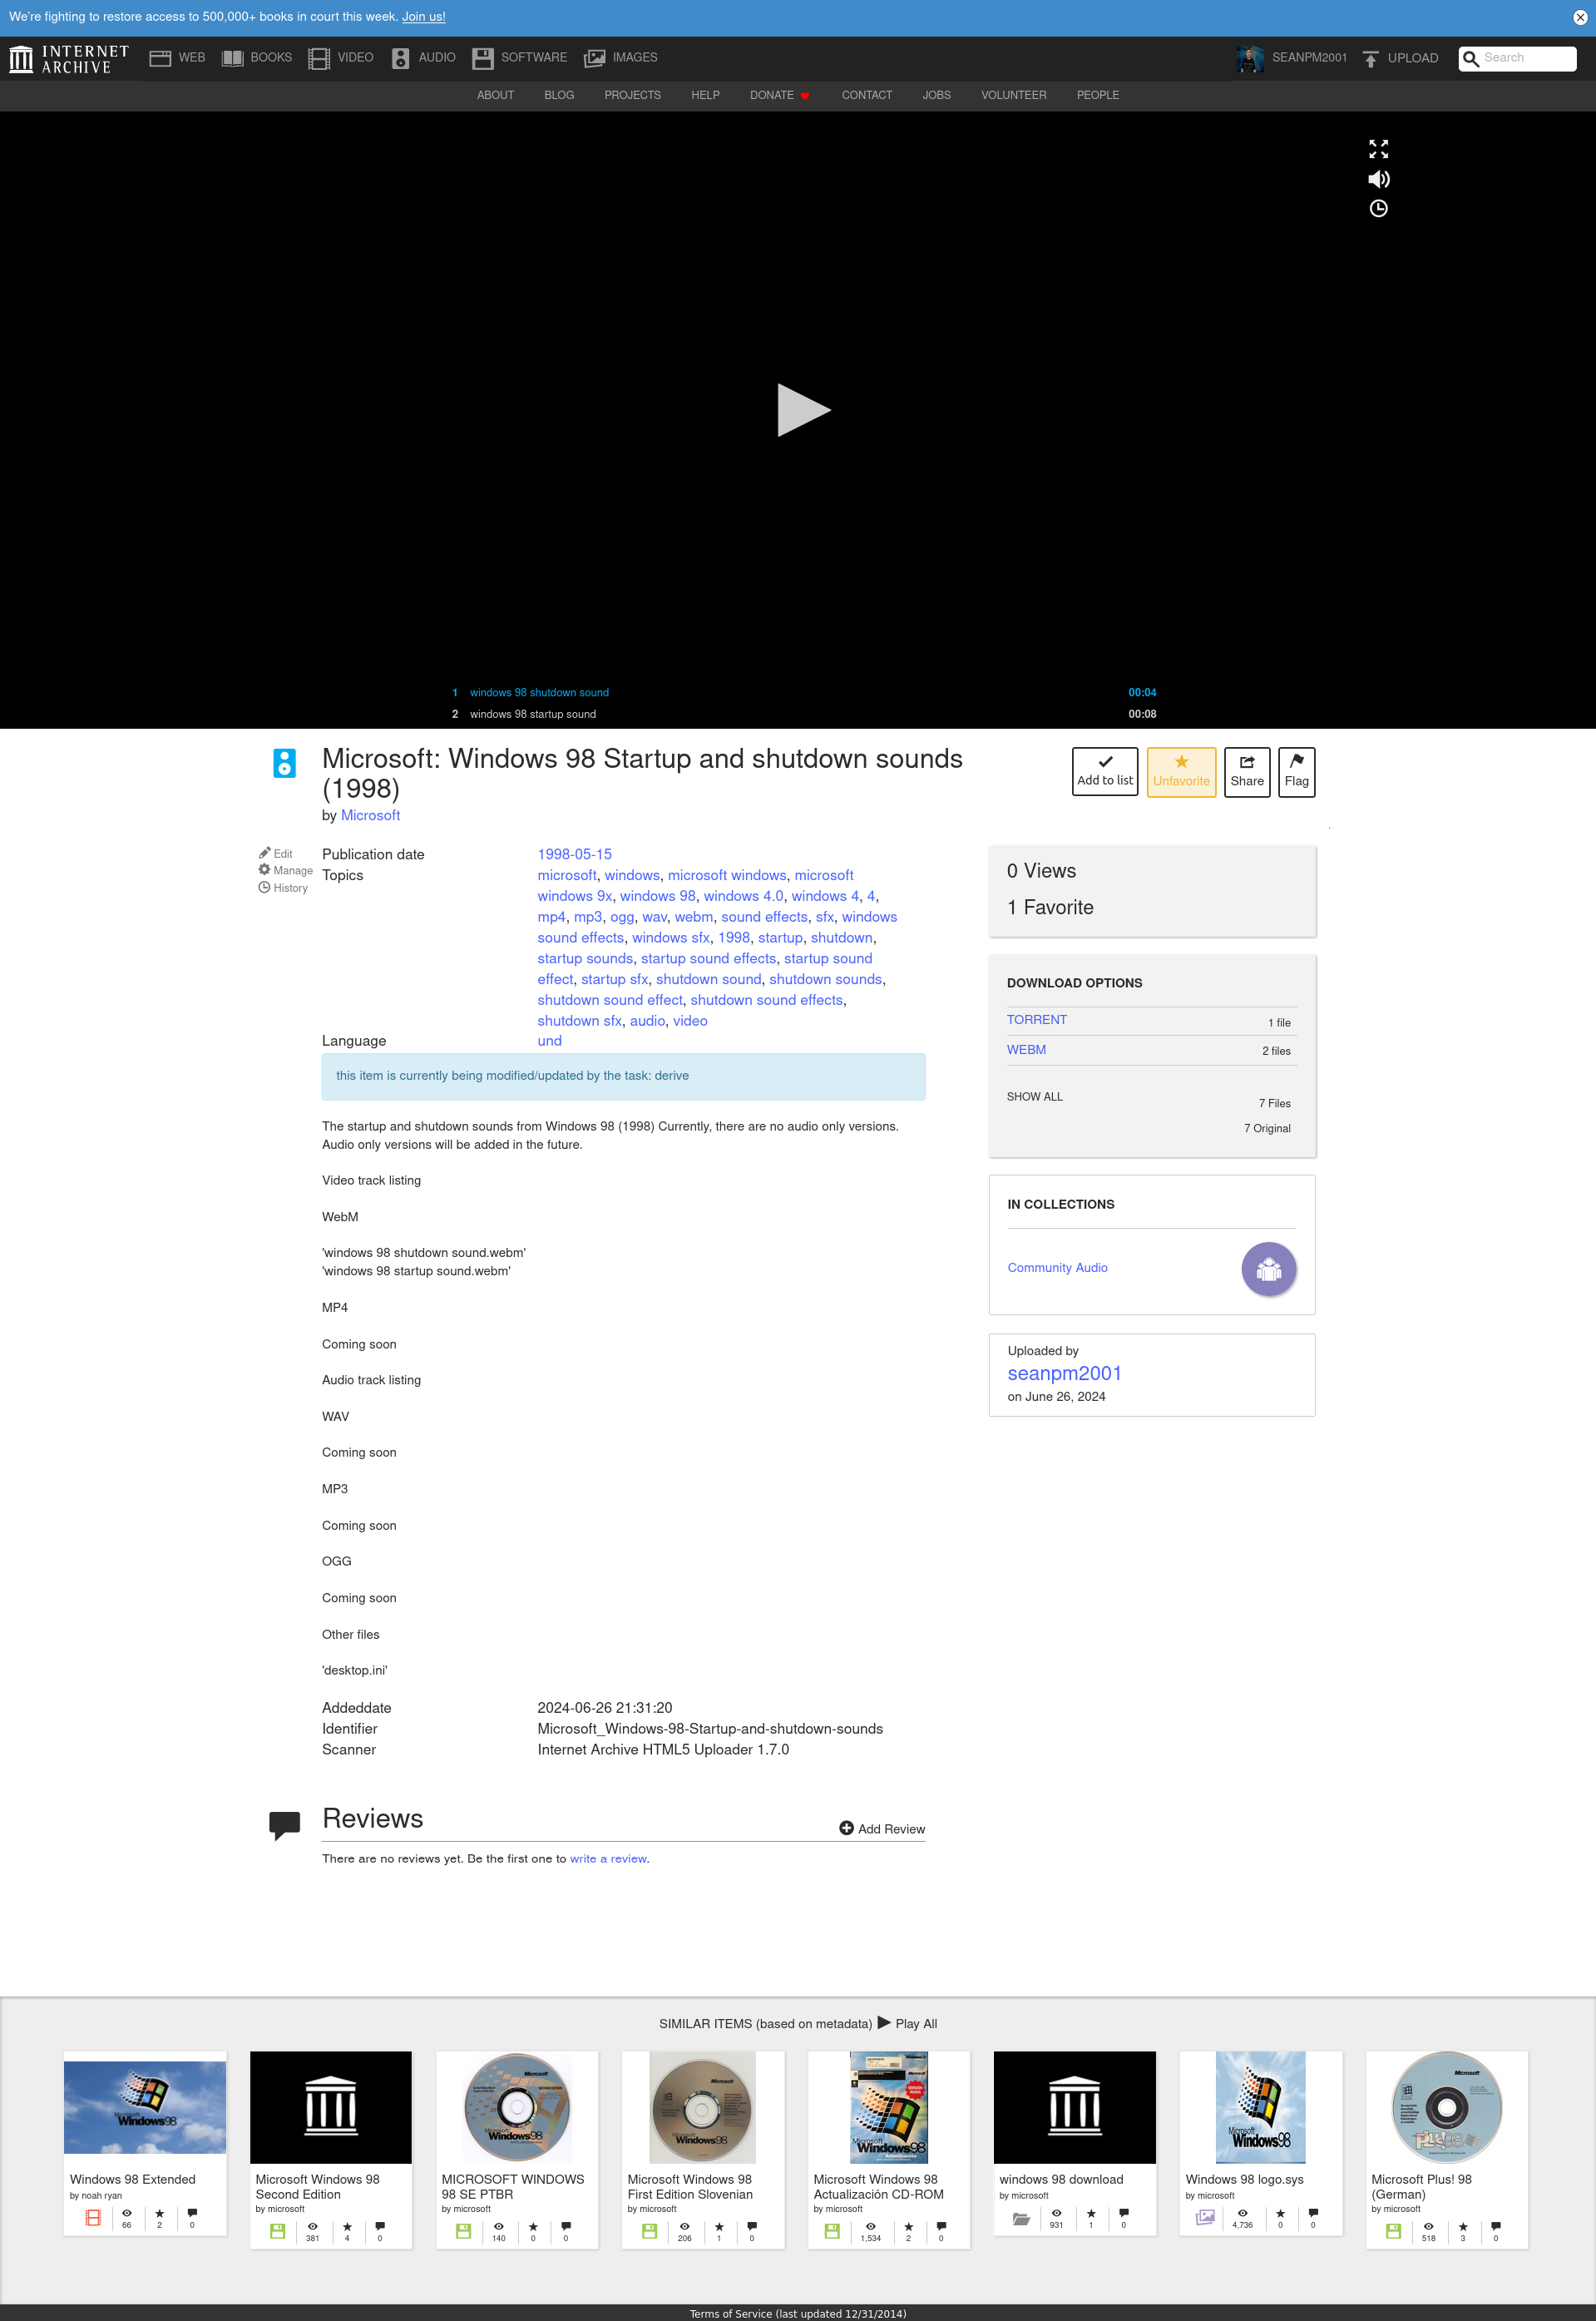 We're fighting to restore access to 500,000+ books in court this week. Join us!
INTERNET ARCHIVE WEB BOOKS VIDEO AUDIO SOFTWARE IMAGES SEANPM2001 UPLOAD Search
ABOUT BLOG PROJECTS HELP DONATE CONTACT JOBS VOLUNTEER PEOPLE
1 windows 98 shutdown sound 00:04
2 windows 98 startup sound 00:08
Microsoft: Windows 98 Startup and shutdown sounds
(1998)
by Microsoft
Add to list Unfavorite Share Flag
Edit
Manage
History
Publication date 1998-05-15
Topics microsoft, windows, microsoft windows, microsoft
windows 9x, windows 98, windows 4.0, windows 4, 4,
mp4, mp3, ogg, wav, webm, sound effects, sfx, windows
sound effects, windows sfx, 1998, startup, shutdown,
startup sounds, startup sound effects, startup sound
effect, startup sfx, shutdown sound, shutdown sounds,
shutdown sound effect, shutdown sound effects,
shutdown sfx, audio, video
Language und
this item is currently being modified/updated by the task: derive
The startup and shutdown sounds from Windows 98 (1998) Currently, there are no audio only versions.
Audio only versions will be added in the future.
Video track listing
WebM
'windows 98 shutdown sound.webm'
'windows 98 startup sound.webm'
MP4
Coming soon
Audio track listing
WAV
Coming soon
MP3
Coming soon
OGG
Coming soon
Other files
'desktop.ini'
Addeddate 2024-06-26 21:31:20
Identifier Microsoft_Windows-98-Startup-and-shutdown-sounds
Scanner Internet Archive HTML5 Uploader 1.7.0
0 Views
1 Favorite
DOWNLOAD OPTIONS
TORRENT 1 file
WEBM 2 files
SHOW ALL 7 Files
7 Original
IN COLLECTIONS
Community Audio
Uploaded by
seanpm2001
on June 26, 2024
Reviews
Add Review
There are no reviews yet. Be the first one to write a review.
SIMILAR ITEMS (based on metadata) Play All
Microsoft Windows98
Windows 98 Extended
by noah ryan
66 2 0
Microsoft Windows 98
Second Edition
by microsoft
381 4 0
Microsoft Windows98
MICROSOFT WINDOWS
98 SE PTBR
by microsoft
140 0 0
Microsoft Windows98
Microsoft Windows 98
First Edition Slovenian
by microsoft
206 1 0
Microsoft Windows98
Microsoft Windows 98
Actualización CD-ROM
by microsoft
1,534 2 0
windows 98 download
by microsoft
931 1 0
Microsoft Windows98
Windows 98 logo.sys
by microsoft
4,736 0 0
Microsoft Plus! 98
Microsoft Plus! 98
(German)
by microsoft
518 3 0
Terms of Service (last updated 12/31/2014)